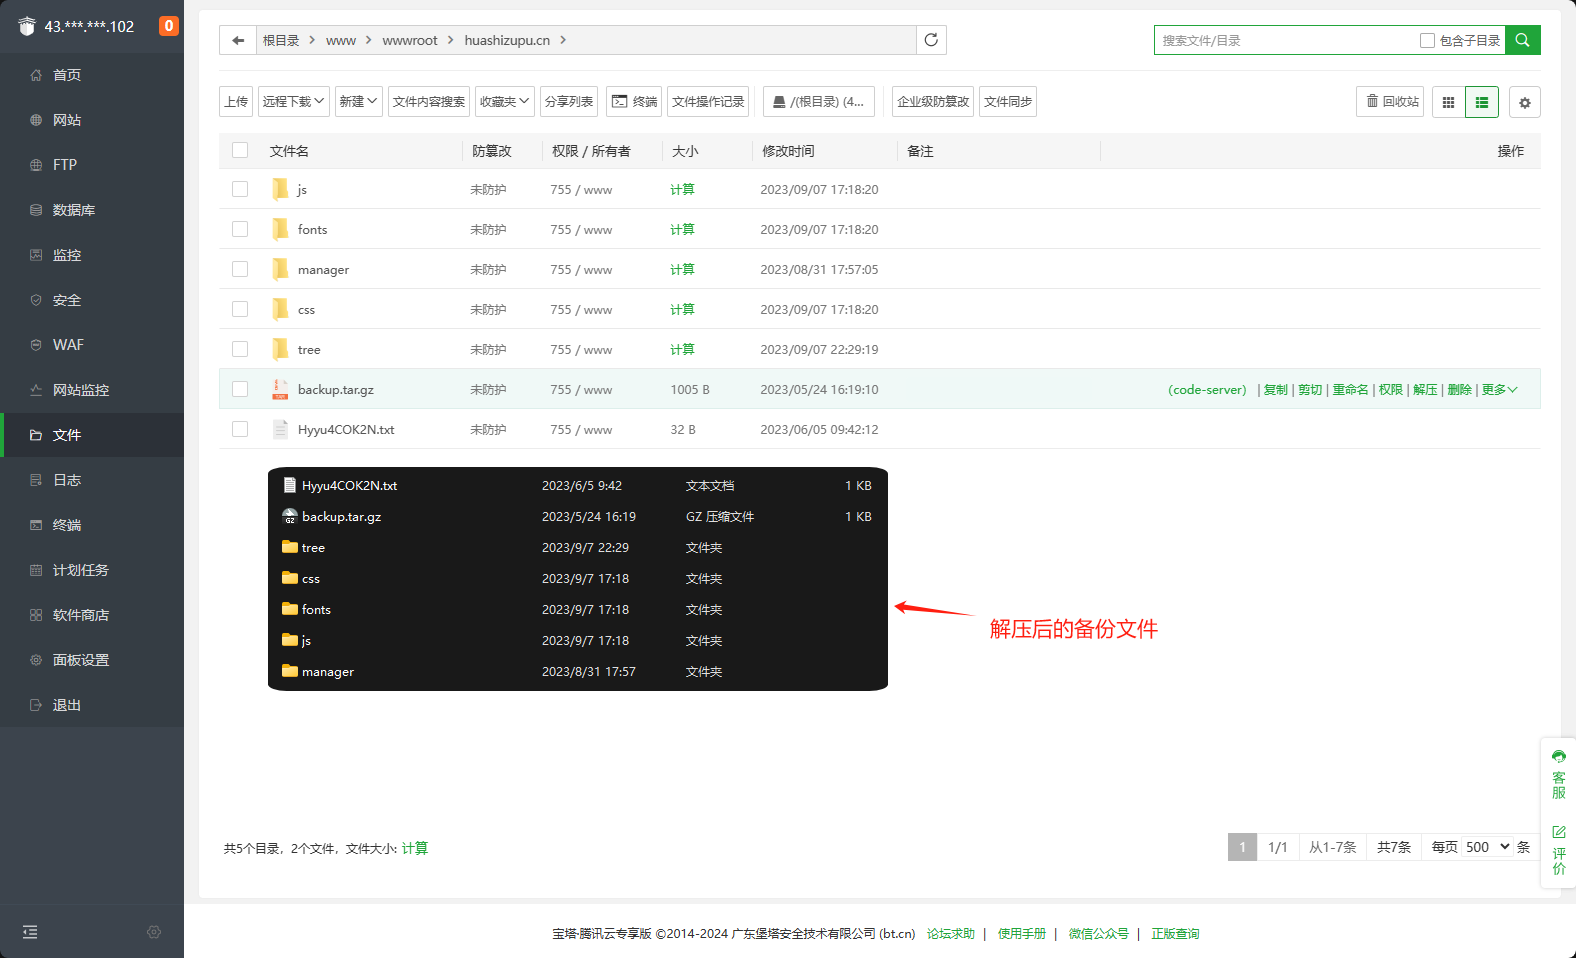 43.***.***.102 0
首页
网站
FTP
数据库
监控
安全
WAF
网站监控
文件
日志
终端
计划任务
软件商店
面板设置
退出
根目录 www wwwroot huashizupu.cn
搜索文件/目录 包含子目录
上传 远程下载 新建 文件内容搜索 收藏夹 分享列表 终端 文件操作记录 /(根目录) (4... 企业级防篡改 文件同步 回收站
文件名 防篡改 权限 / 所有者 大小 修改时间 备注 操作
js 未防护 755 / www 计算 2023/09/07 17:18:20
fonts 未防护 755 / www 计算 2023/09/07 17:18:20
manager 未防护 755 / www 计算 2023/08/31 17:57:05
css 未防护 755 / www 计算 2023/09/07 17:18:20
tree 未防护 755 / www 计算 2023/09/07 22:29:19
backup.tar.gz 未防护 755 / www 1005 B 2023/05/24 16:19:10 (code-server) | 复制 | 剪切 | 重命名 | 权限 | 解压 | 删除 | 更多
Hyyu4COK2N.txt 未防护 755 / www 32 B 2023/06/05 09:42:12
Hyyu4COK2N.txt 2023/6/5 9:42 文本文档 1 KB
backup.tar.gz 2023/5/24 16:19 GZ 压缩文件 1 KB
tree 2023/9/7 22:29 文件夹
css 2023/9/7 17:18 文件夹
fonts 2023/9/7 17:18 文件夹
js 2023/9/7 17:18 文件夹
manager 2023/8/31 17:57 文件夹
解压后的备份文件
客服
评价
共5个目录，2个文件，文件大小: 计算
1 1/1 从1-7条 共7条 每页 500 条
宝塔·腾讯云专享版 ©2014-2024 广东堡塔安全技术有限公司 (bt.cn) 论坛求助 | 使用手册 | 微信公众号 | 正版查询